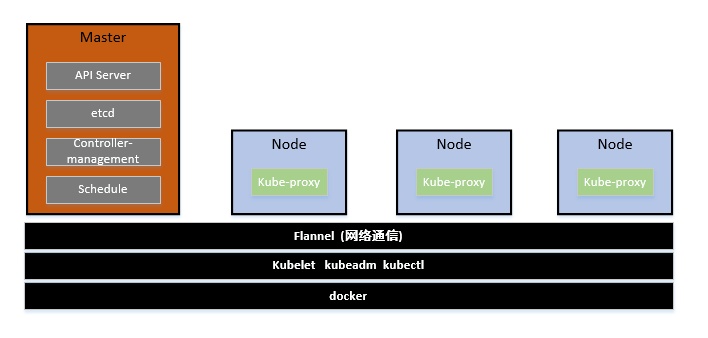 Master
API Server
etcd
Controller-
management
Schedule
Node
Kube-proxy
Node
Kube-proxy
Node
Kube-proxy
Flannel (网络通信)
Kubelet kubeadm kubectl
docker